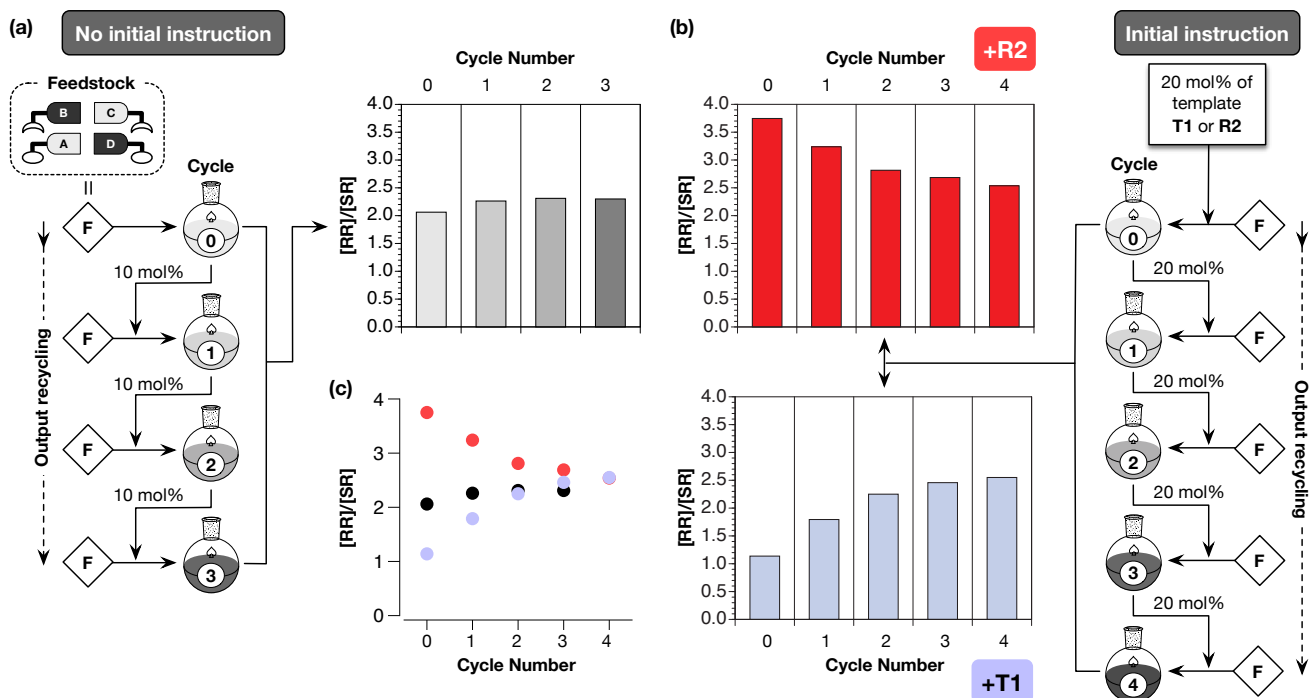 (a)
No initial instruction
Feedstock
B
C
A
D
=
Cycle
F
0
10 mol%
F
1
10 mol%
F
2
10 mol%
F
3
Output recycling
Cycle Number
0 1 2 3
4.0
3.5
3.0
2.5
2.0
1.5
1.0
0.5
0.0
[RR]/[SR]
(c)
4
3
2
1
0
[RR]/[SR]
0 1 2 3 4
Cycle Number
(b)
+R2
Cycle Number
0 1 2 3 4
4.0
3.5
3.0
2.5
2.0
1.5
1.0
0.5
0.0
[RR]/[SR]
4.0
3.5
3.0
2.5
2.0
1.5
1.0
0.5
0.0
[RR]/[SR]
0 1 2 3 4
Cycle Number
+T1
Initial instruction
20 mol% of
template
T1 or R2
Cycle
0
F
20 mol%
1
F
20 mol%
2
F
20 mol%
3
F
20 mol%
4
F
Output recycling